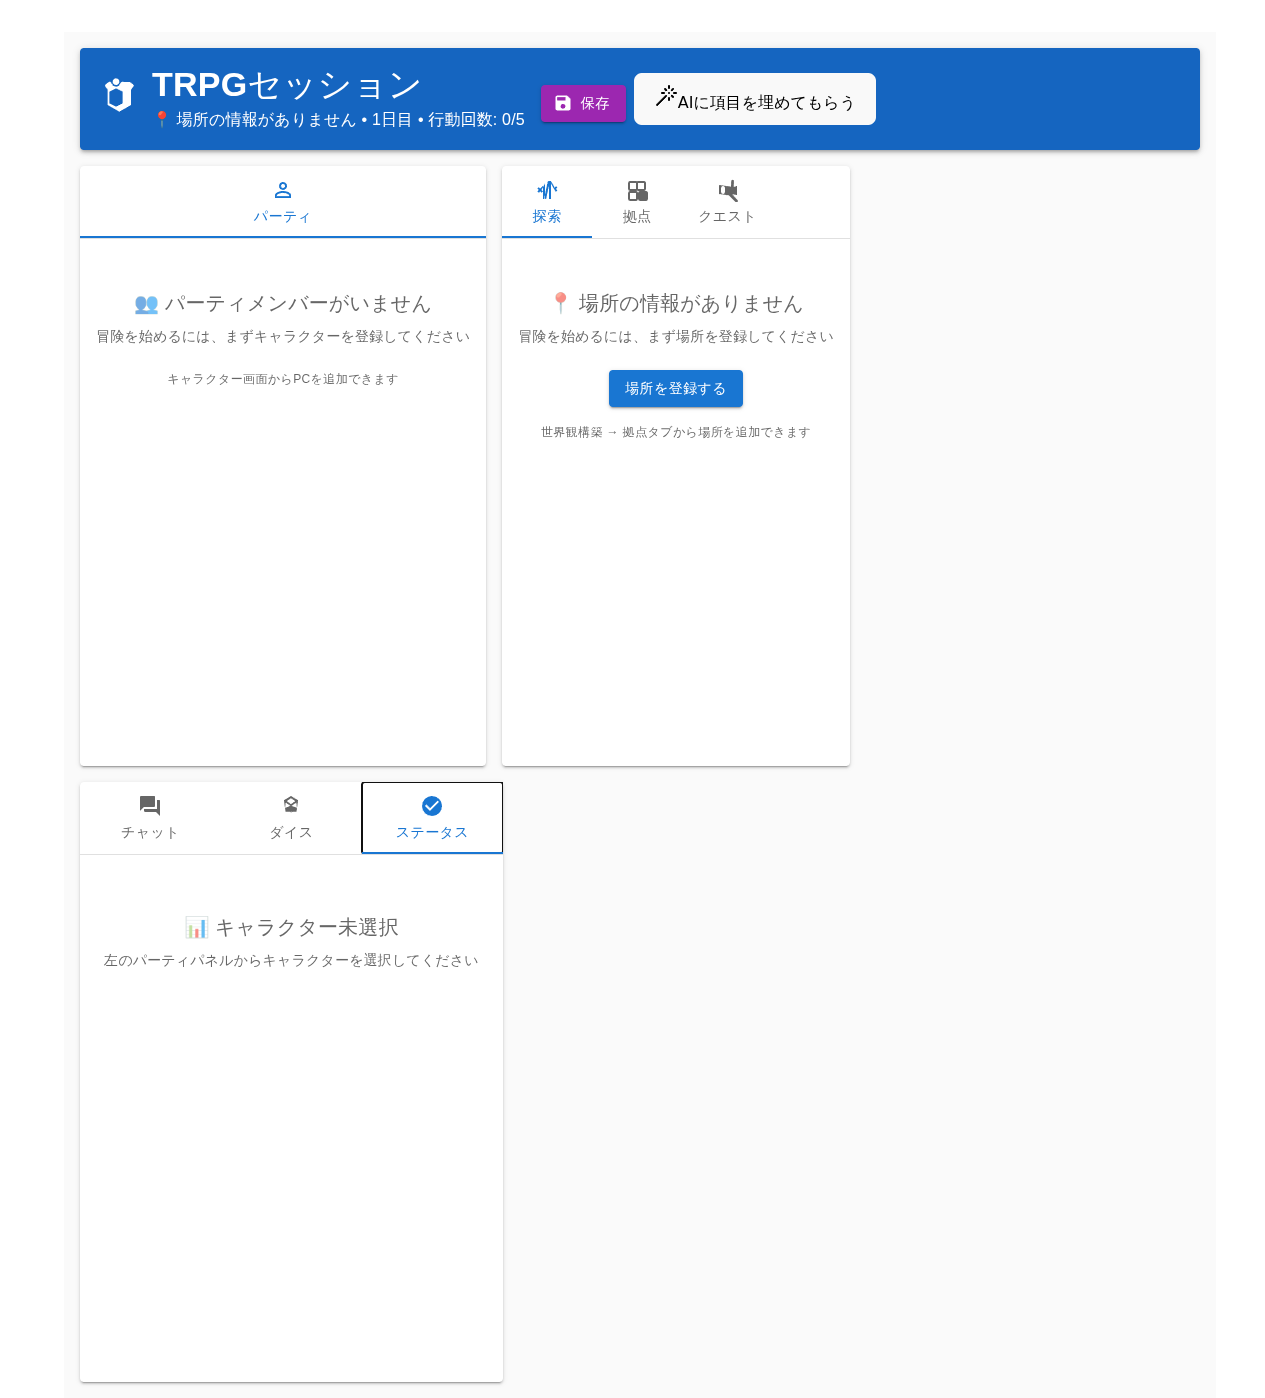 TRPGセッション
📍 場所の情報がありません • 1日目 • 行動回数: 0/5
保存
AIに項目を埋めてもらう
パーティ
👥 パーティメンバーがいません
冒険を始めるには、まずキャラクターを登録してください
キャラクター画面からPCを追加できます
探索
拠点
クエスト
📍 場所の情報がありません
冒険を始めるには、まず場所を登録してください
場所を登録する
世界観構築 → 拠点タブから場所を追加できます
チャット
ダイス
ステータス
📊 キャラクター未選択
左のパーティパネルからキャラクターを選択してください